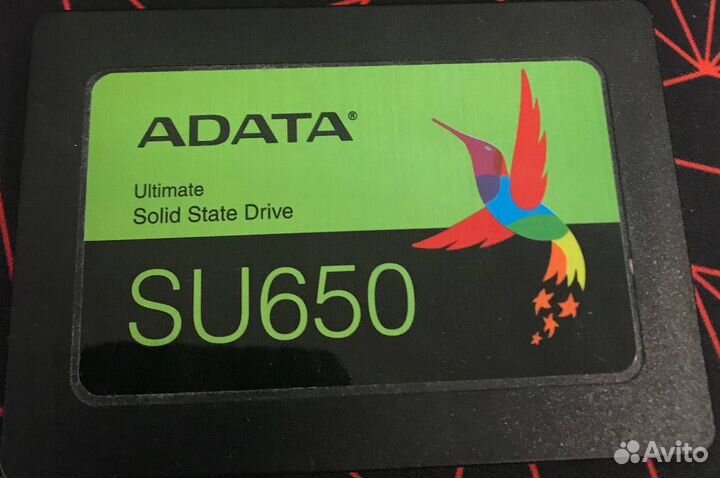 ADATA®
Ultimate
Solid State Drive
SU650
Avito